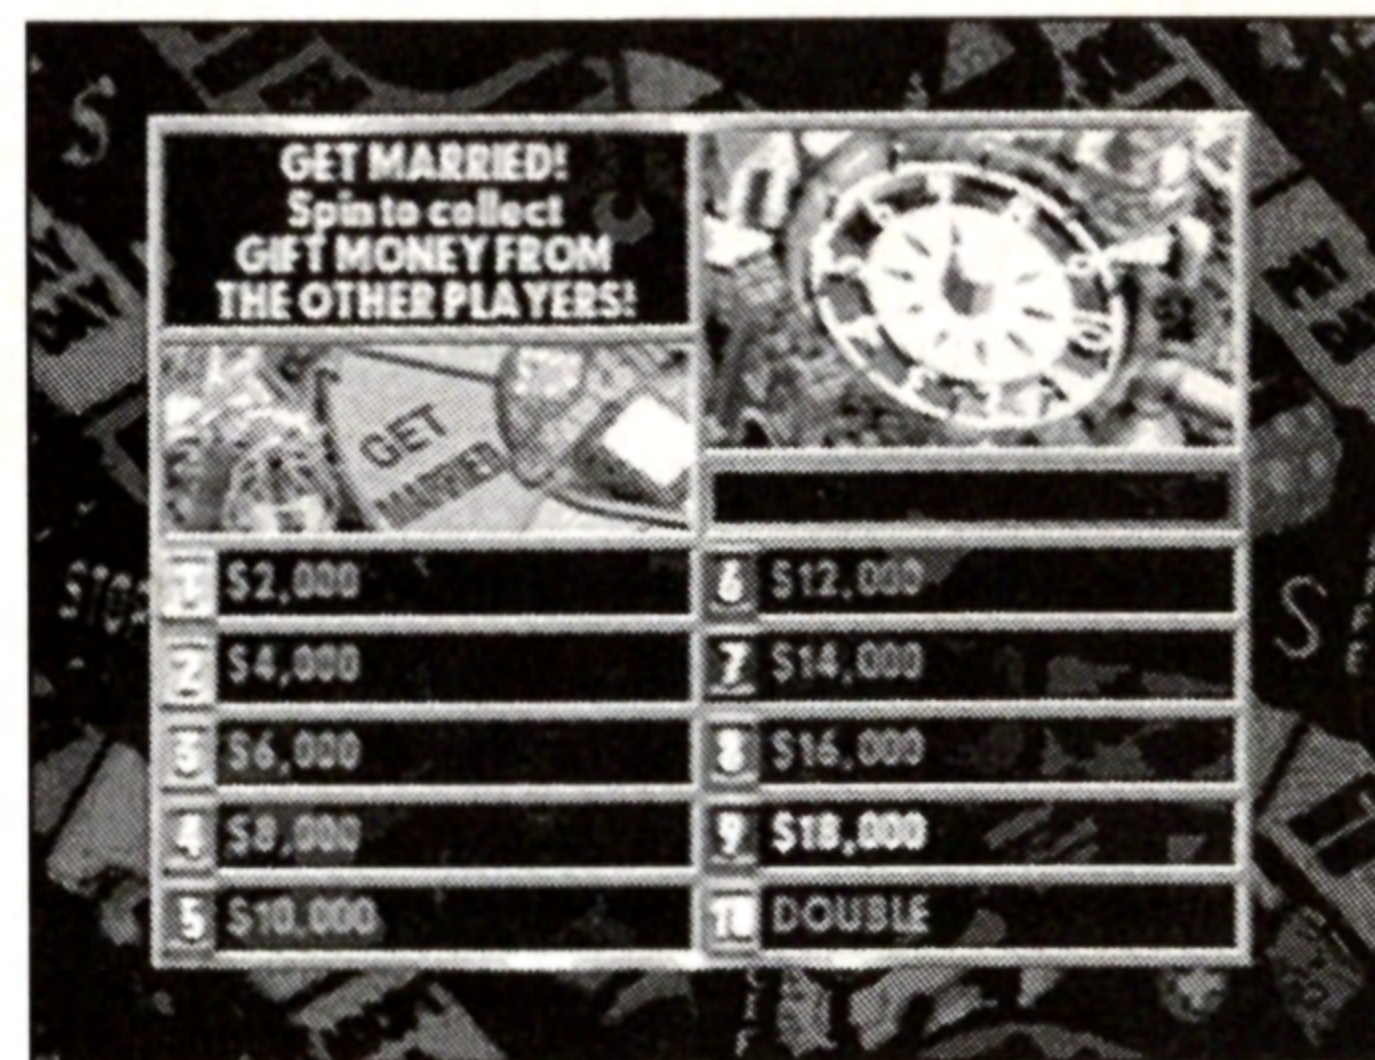 GET MARRIED!
Spin to collect
GIFT MONEY FROM
THE OTHER PLAYERS!
GET
MARRIED
1 $2,000
2 $4,000
3 $6,000
4 $8,000
5 $10,000
6 $12,000
7 $14,000
8 $16,000
9 $18,000
10 DOUBLE
STOP
S
S